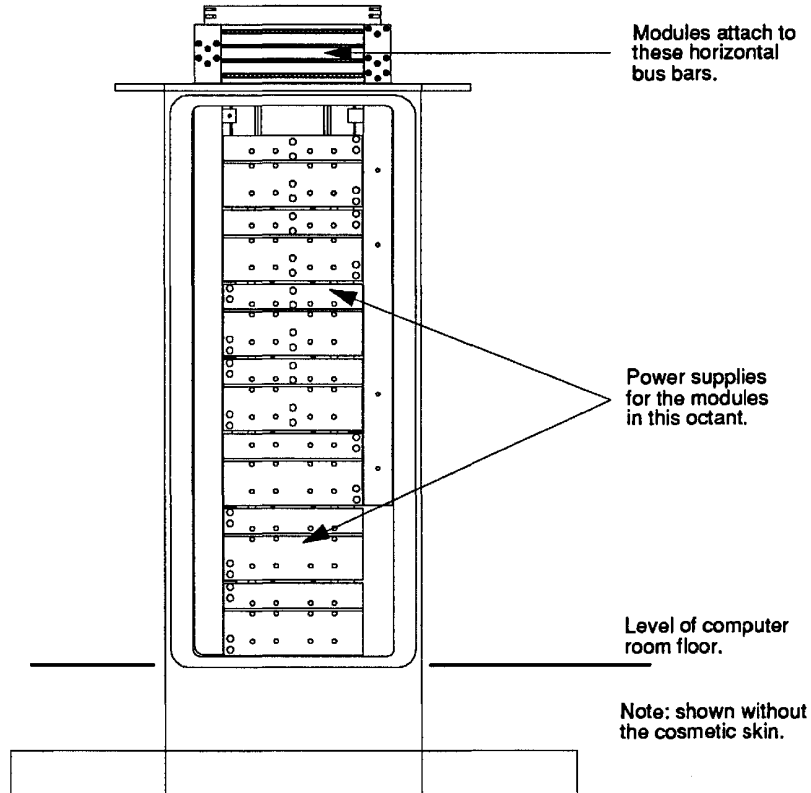 Modules attach to
these horizontal
bus bars.
Power supplies
for the modules
in this octant.
Level of computer
room floor.
Note: shown without
the cosmetic skin.